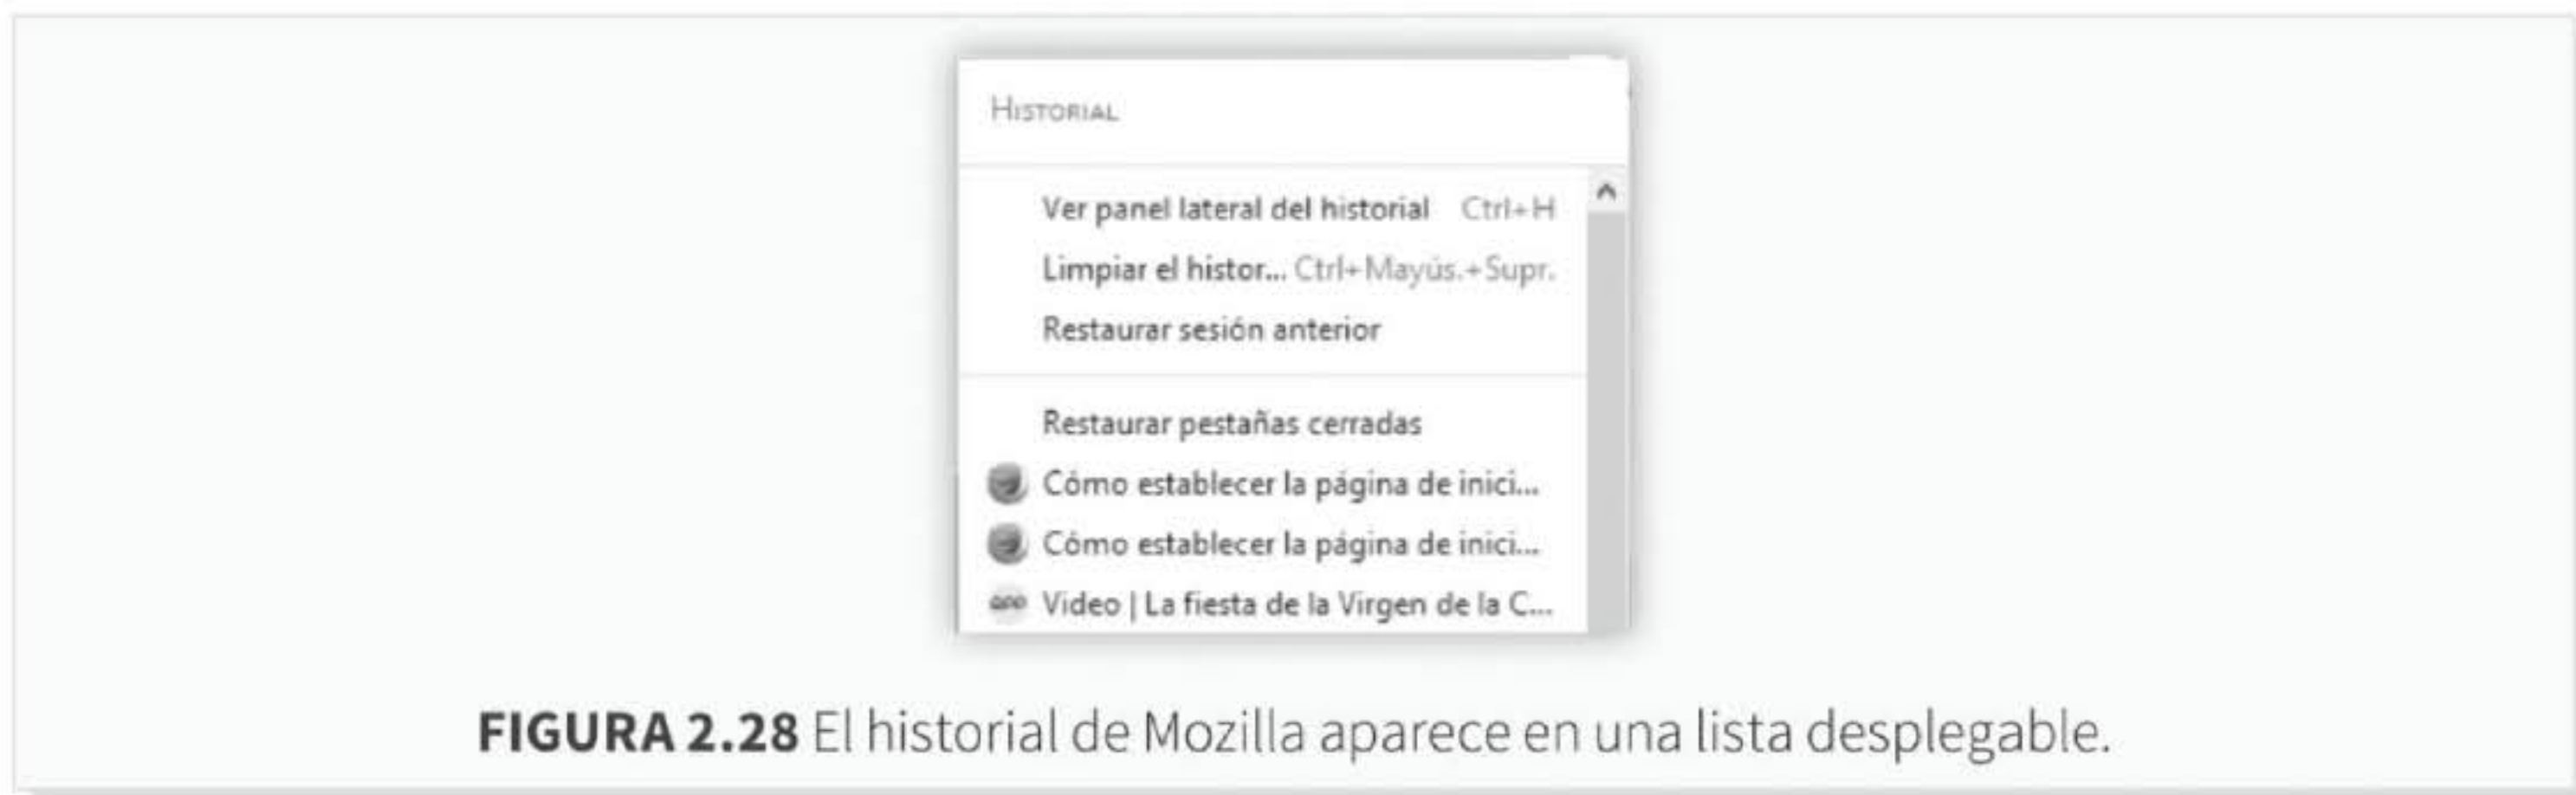 HISTORIAL
Ver panel lateral del historial Ctrl+H
Limpiar el histor... Ctrl+Mayús.+Supr.
Restaurar sesión anterior
Restaurar pestañas cerradas
Cómo establecer la página de inici...
Cómo establecer la página de inici...
Video | La fiesta de la Virgen de la C...
FIGURA 2.28 El historial de Mozilla aparece en una lista desplegable.